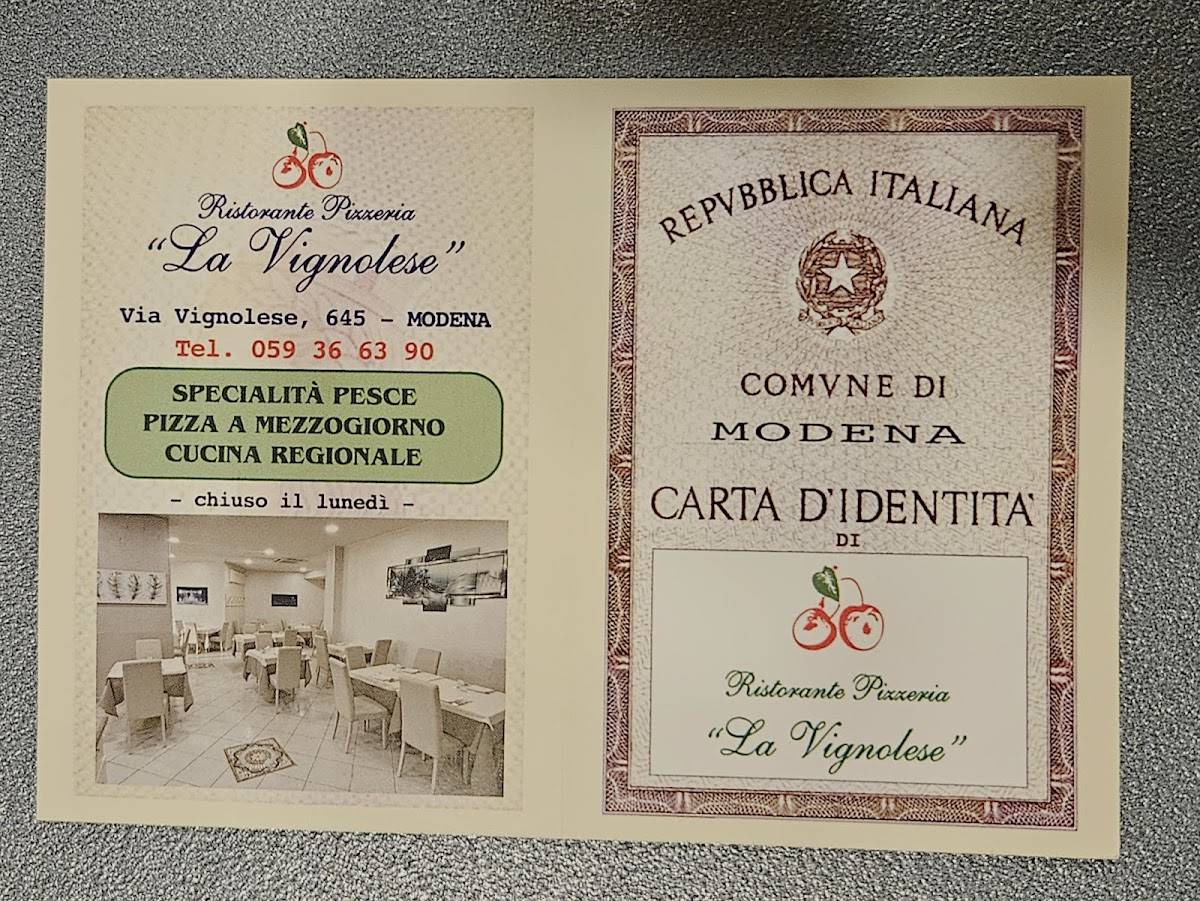 Ristorante Pizzeria
“La Vignolese”
Via Vignolese, 645 – MODENA
Tel. 059 36 63 90
SPECIALITÀ PESCE
PIZZA A MEZZOGIORNO
CUCINA REGIONALE
– chiuso il lunedì –
REPVBBLICA ITALIANA
COMVNE DI
MODENA
CARTA D'IDENTITA'
DI
Ristorante Pizzeria
“La Vignolese”